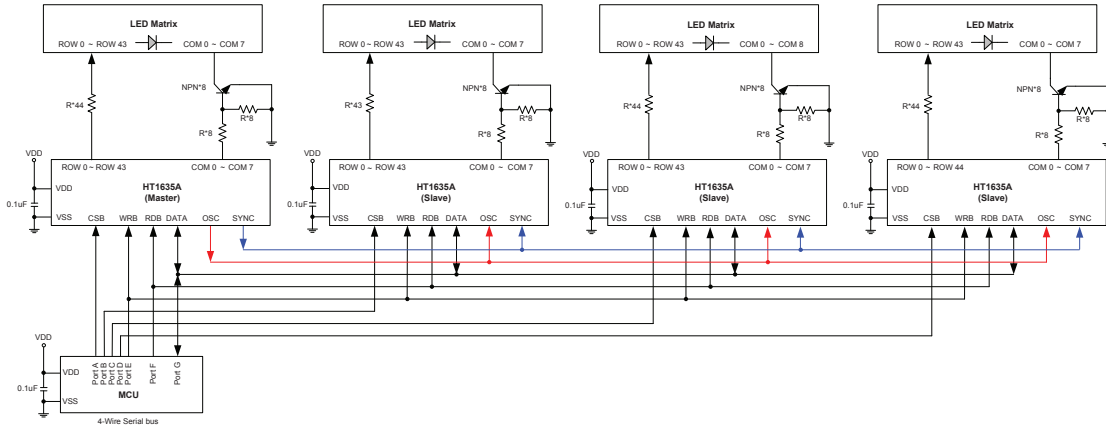 LED Matrix LED Matrix LED Matrix LED Matrix
ROW 0 ~ ROW 43 COM 0 ~ COM 7 ROW 0 ~ ROW 43 COM 0 ~ COM 7 ROW 0 ~ ROW 43 COM 0 ~ COM 8 ROW 0 ~ ROW 43 COM 0 ~ COM 7
NPN*8 NPN*8 NPN*8 NPN*8
R*44 R*43 R*44 R*44
R*8 R*8 R*8 R*8
R*8 R*8 R*8 R*8
VDD VDD VDD VDD
ROW 0 ~ ROW 43 COM 0 ~ COM 7 ROW 0 ~ ROW 43 COM 0 ~ COM 7 ROW 0 ~ ROW 43 COM 0 ~ COM 7 ROW 0 ~ ROW 44 COM 0 ~ COM 7
VDD HT1635A VDD HT1635A VDD HT1635A VDD HT1635A
(Master) (Slave) (Slave) (Slave)
0.1uF 0.1uF 0.1uF 0.1uF
VSS CSB WRB RDB DATA OSC SYNC VSS CSB WRB RDB DATA OSC SYNC VSS CSB WRB RDB DATA OSC SYNC VSS CSB WRB RDB DATA OSC SYNC
VDD
Port A Port B Port C Port D Port E Port F Port G
VDD
0.1uF
MCU
VSS
4-Wire Serial bus